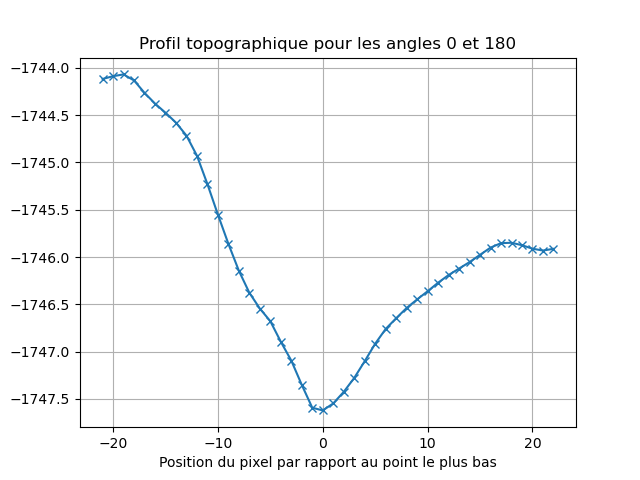 Profil topographique pour les angles 0 et 180
−1744.0
−1744.5
−1745.0
−1745.5
−1746.0
−1746.5
−1747.0
−1747.5
−20 −10 0 10 20
Position du pixel par rapport au point le plus bas